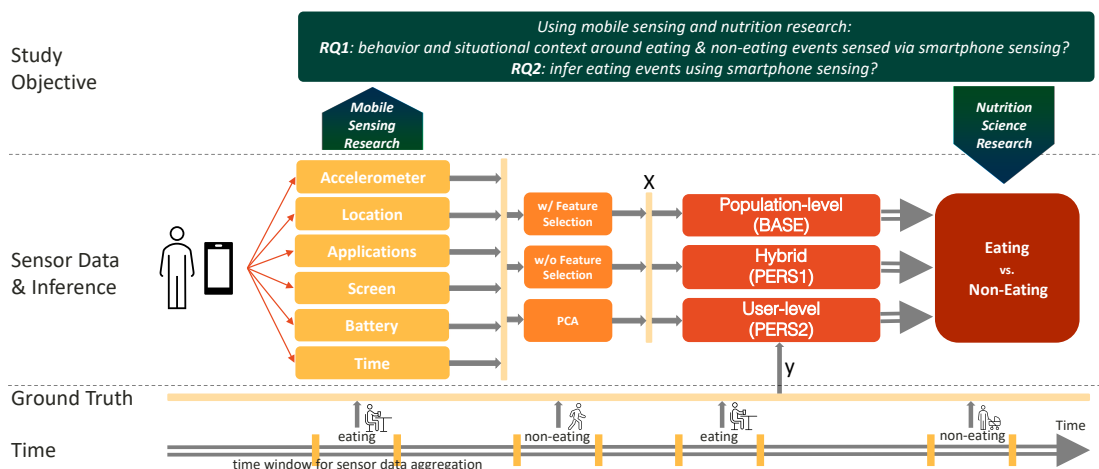 Study
Objective
Using mobile sensing and nutrition research:
RQ1: behavior and situational context around eating & non-eating events sensed via smartphone sensing?
RQ2: infer eating events using smartphone sensing?
Mobile
Sensing
Research
Nutrition
Science
Research
Sensor Data
& Inference
Accelerometer
Location
Applications
Screen
Battery
Time
w/ Feature
Selection
w/o Feature
Selection
PCA
X
Population-level
(BASE)
Hybrid
(PERS1)
User-level
(PERS2)
y
Eating
vs.
Non-Eating
Ground Truth
eating
non-eating
eating
non-eating
Time
Time
time window for sensor data aggregation